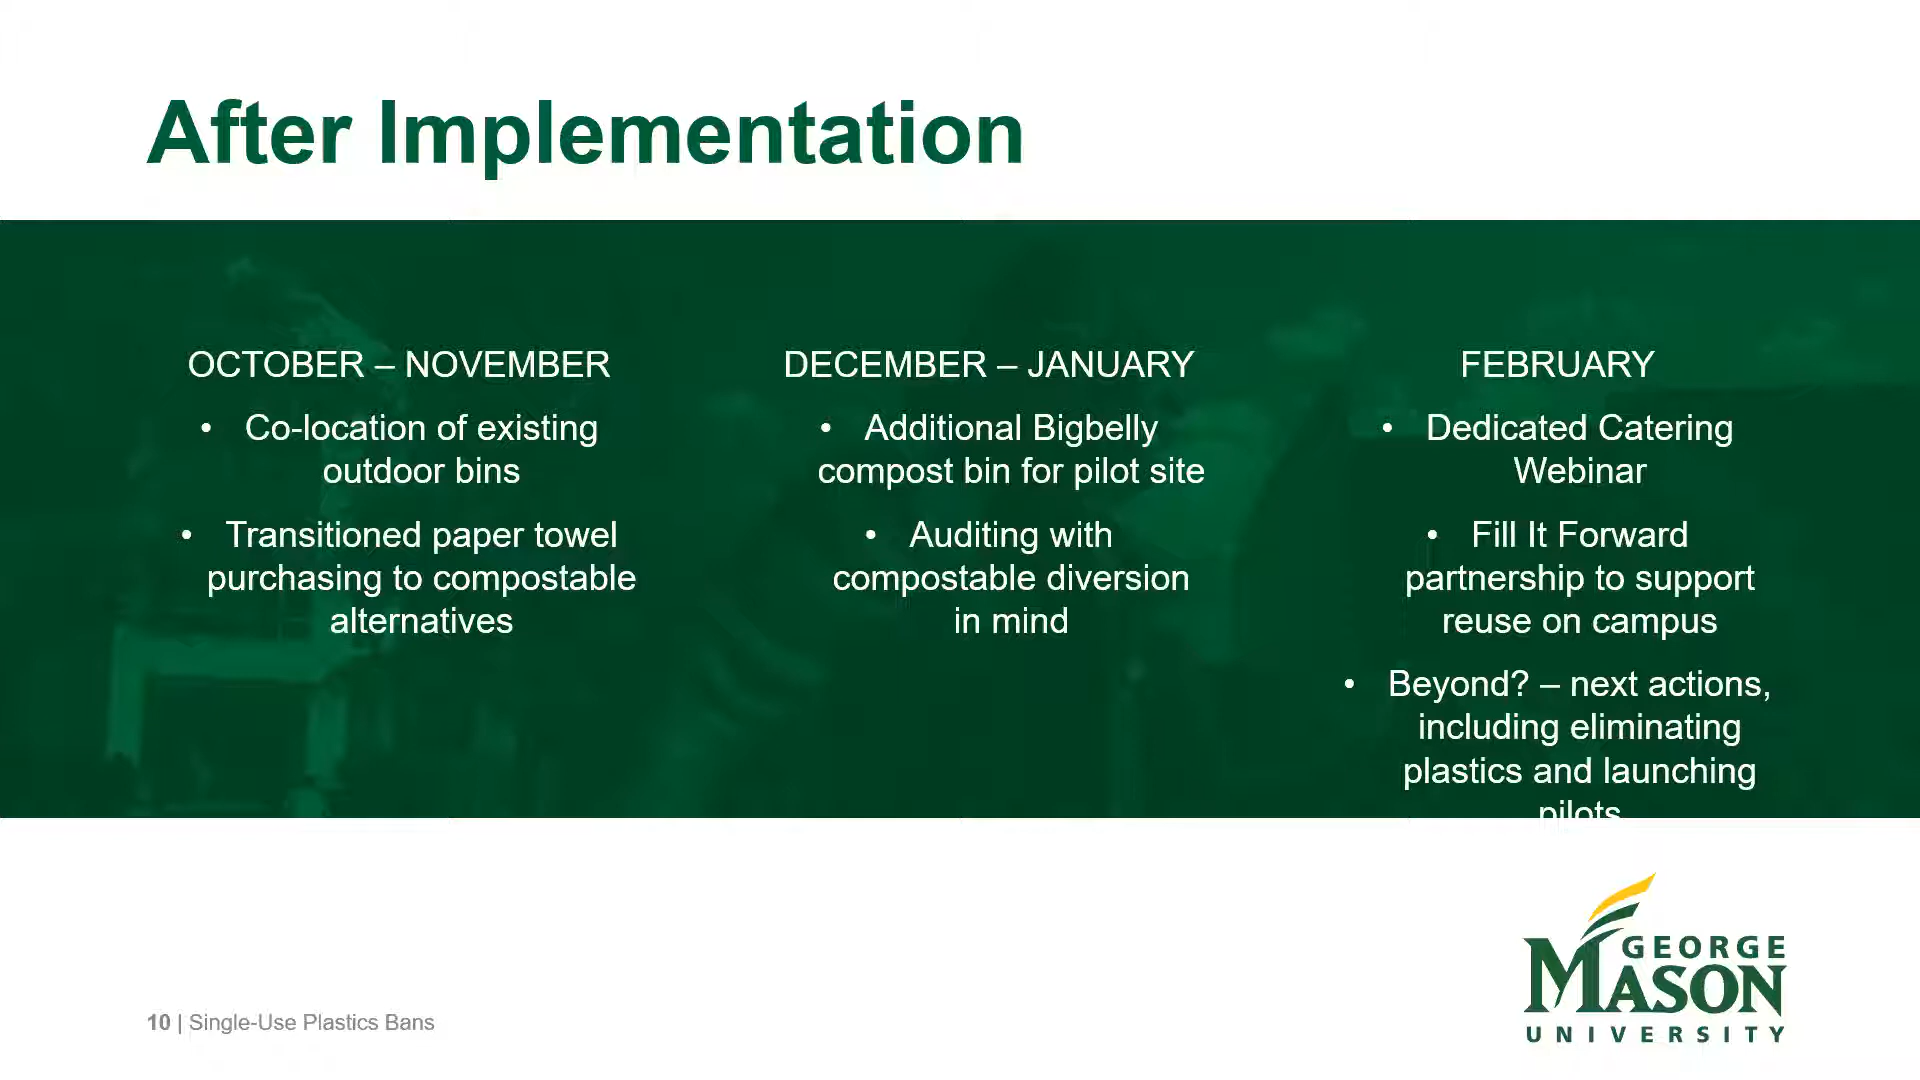 After Implementation
OCTOBER – NOVEMBER
• Co-location of existing
outdoor bins
• Transitioned paper towel
purchasing to compostable
alternatives
DECEMBER – JANUARY
• Additional Bigbelly
compost bin for pilot site
• Auditing with
compostable diversion
in mind
FEBRUARY
• Dedicated Catering
Webinar
• Fill It Forward
partnership to support
reuse on campus
• Beyond? – next actions,
including eliminating
plastics and launching
pilots
10 | Single-Use Plastics Bans
GEORGE
MASON
UNIVERSITY